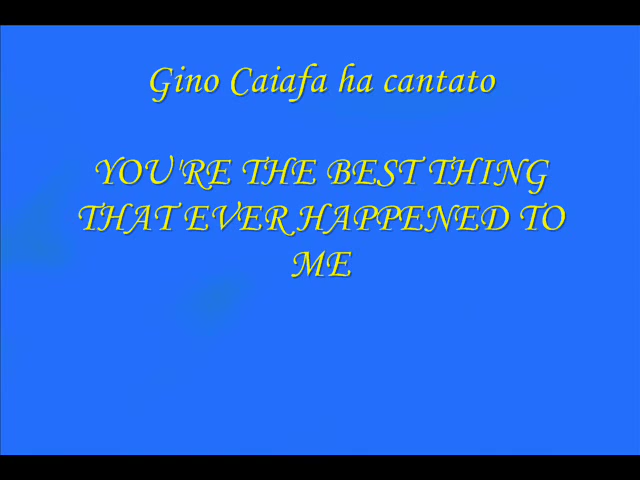 Gino Caiafa ha cantato
YOU'RE THE BEST THING
THAT EVER HAPPENED TO
ME